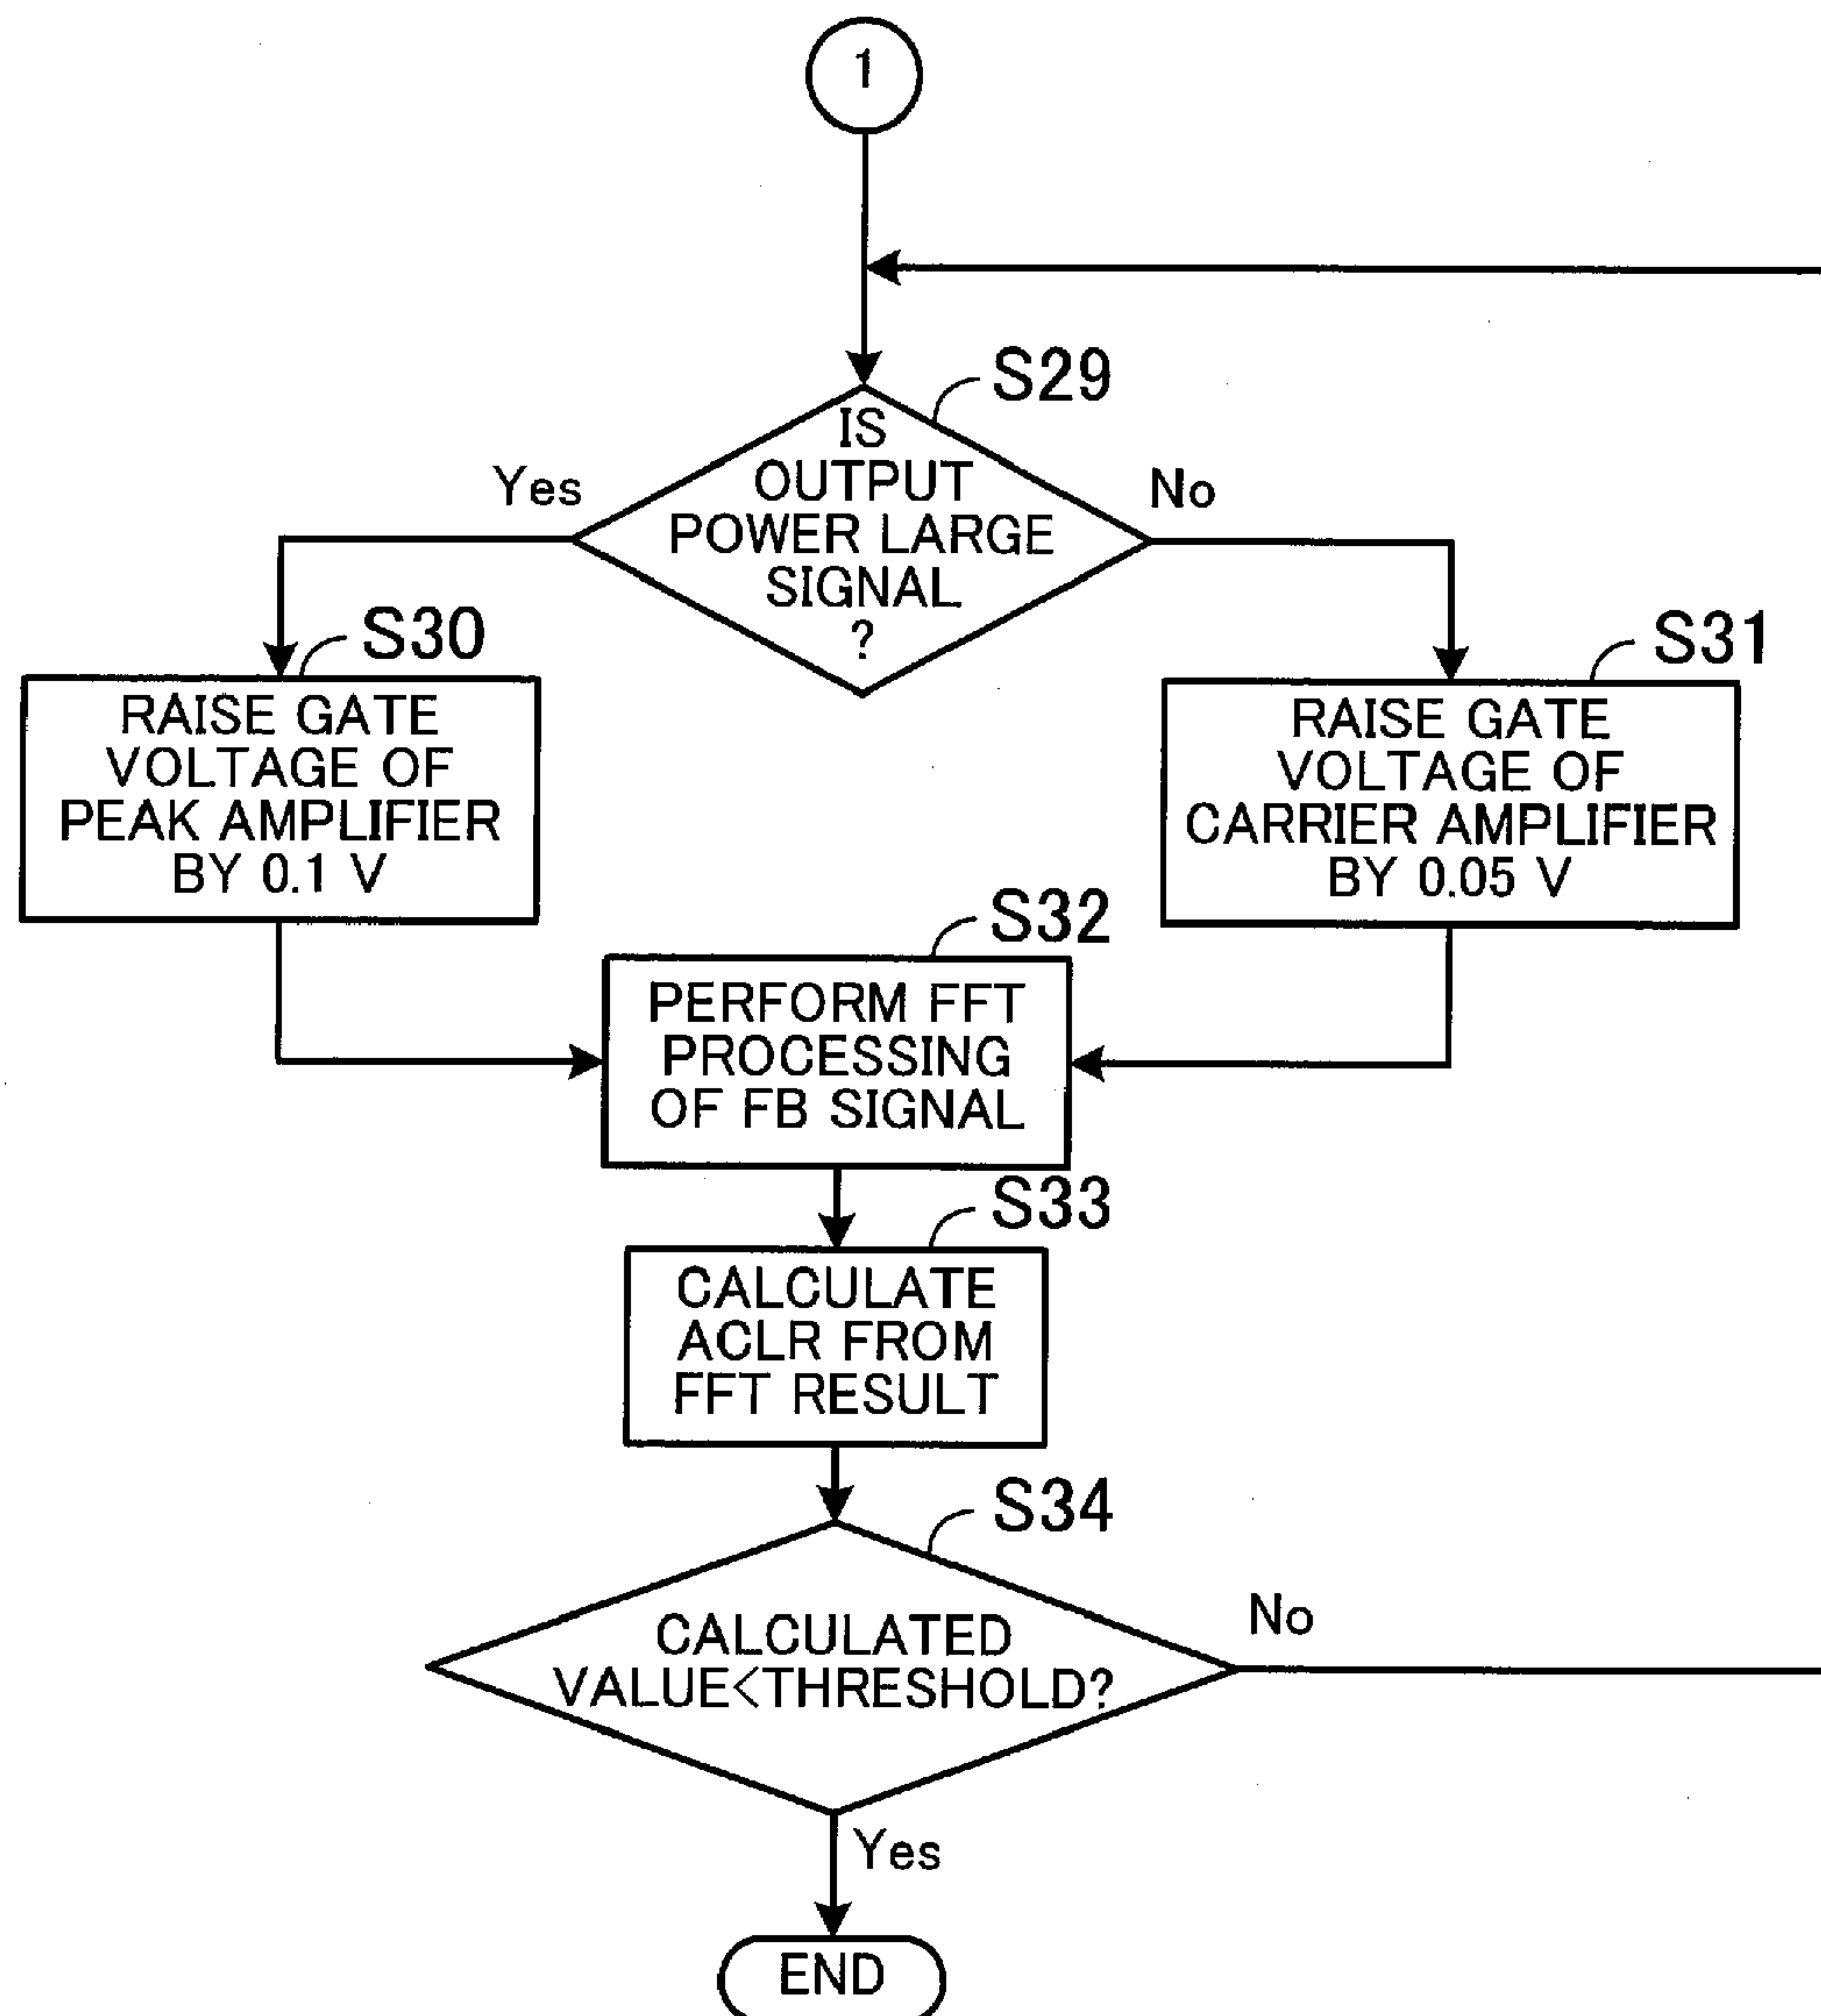 1
S29
IS
OUTPUT
POWER LARGE
SIGNAL
?
Yes
No
S30
RAISE GATE
VOLTAGE OF
PEAK AMPLIFIER
BY 0.1 V
S31
RAISE GATE
VOLTAGE OF
CARRIER AMPLIFIER
BY 0.05 V
S32
PERFORM FFT
PROCESSING
OF FB SIGNAL
S33
CALCULATE
ACLR FROM
FFT RESULT
S34
CALCULATED
VALUE<THRESHOLD?
No
Yes
END